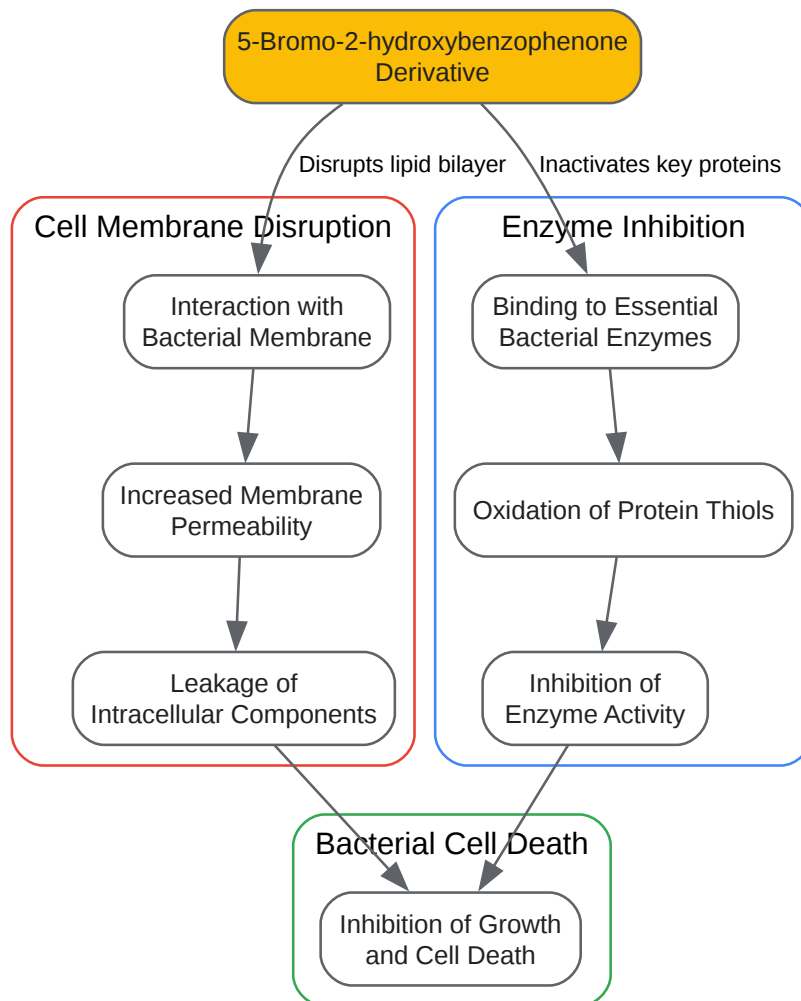 5-Bromo-2-hydroxybenzophenone
Derivative
Disrupts lipid bilayer
Inactivates key proteins
Cell Membrane Disruption
Interaction with
Bacterial Membrane
Increased Membrane
Permeability
Leakage of
Intracellular Components
Enzyme Inhibition
Binding to Essential
Bacterial Enzymes
Oxidation of Protein Thiols
Inhibition of
Enzyme Activity
Bacterial Cell Death
Inhibition of Growth
and Cell Death